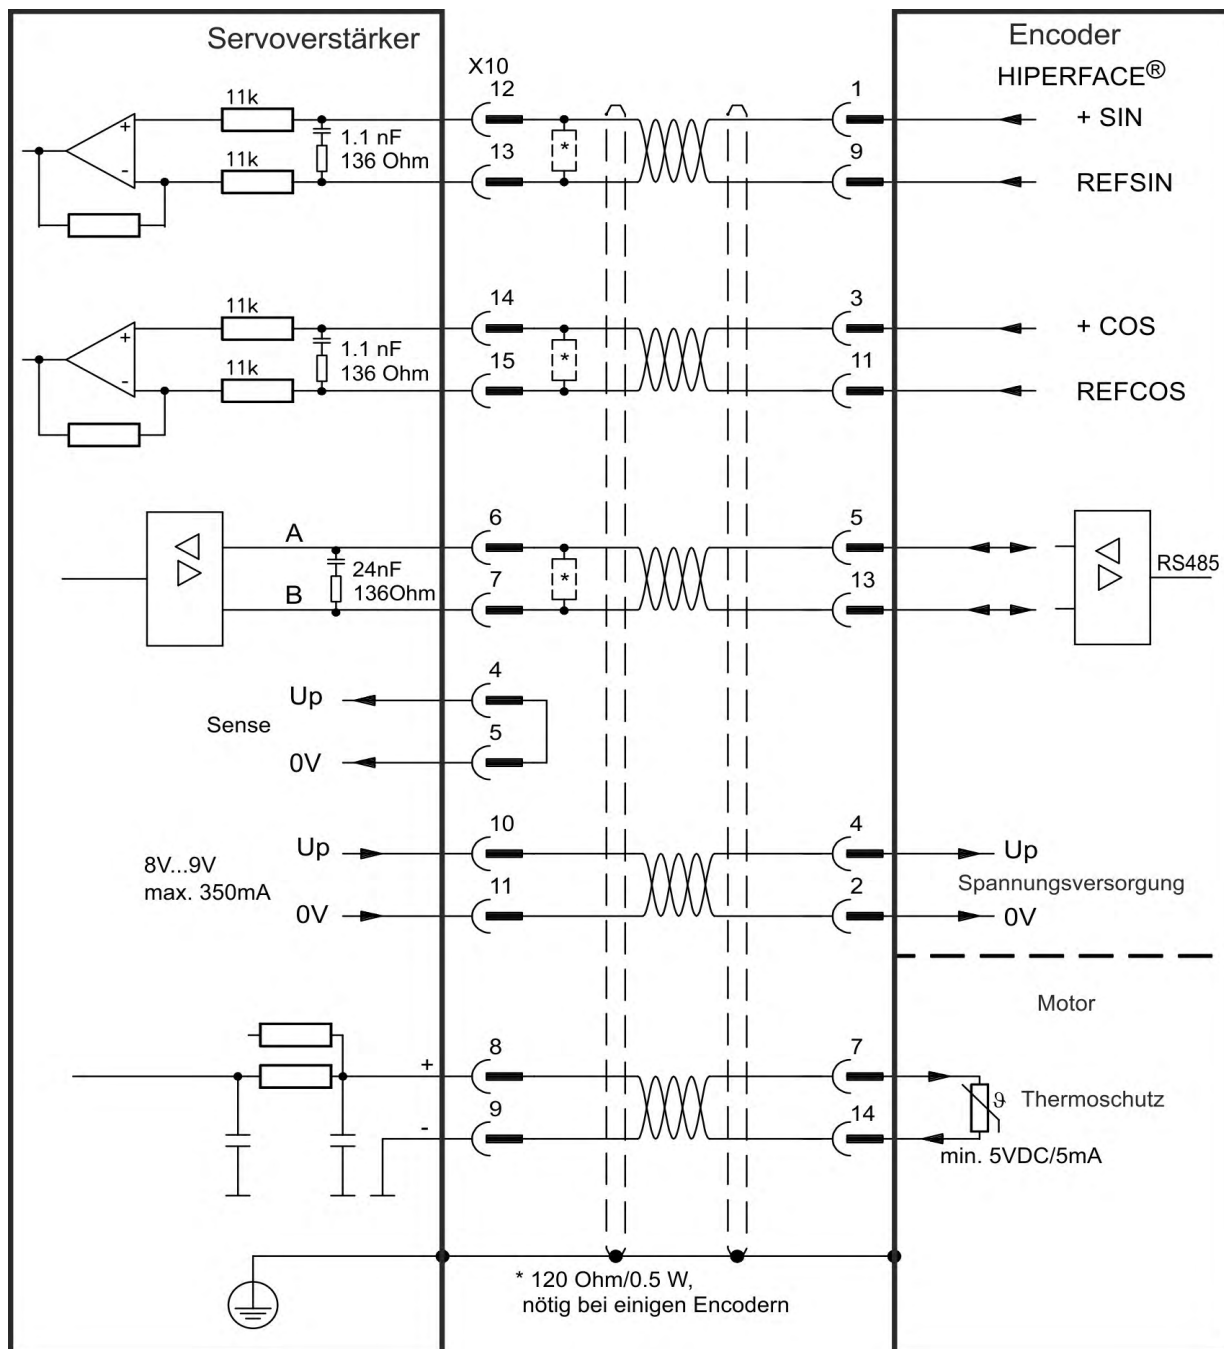 Servoverstärker
Encoder
HIPERFACE®
X10
12
1
+ SIN
11k
+
1.1 nF
136 Ohm
*
13
9
REFSIN
11k
-
14
3
+ COS
11k
+
1.1 nF
136 Ohm
*
15
11
REFCOS
11k
-
6
5
A
24nF
136Ohm
*
RS485
7
13
B
4
Up
Sense
5
0V
10
4
Up
Up
8V...9V
max. 350mA
Spannungsversorgung
11
2
0V
0V
Motor
8
7
+
ϑ Thermoschutz
9
14
-
min. 5VDC/5mA
* 120 Ohm/0.5 W,
nötig bei einigen Encodern